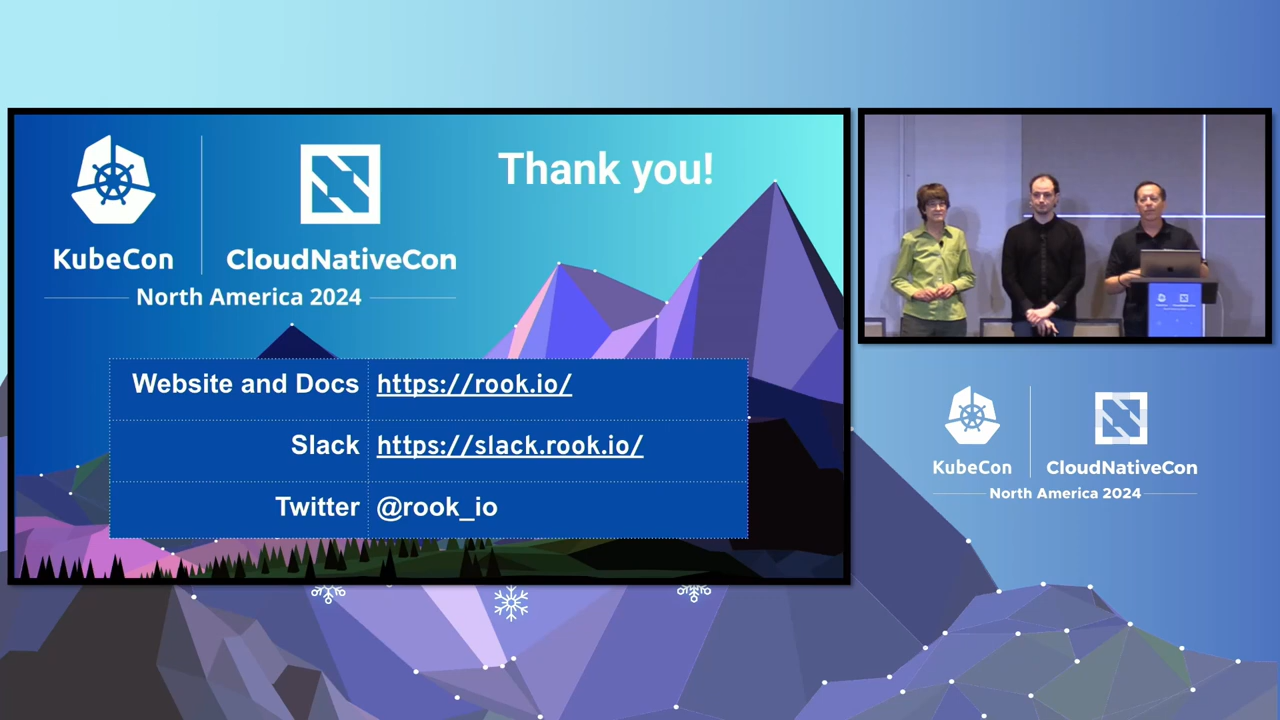 Thank you!
KubeCon
CloudNativeCon
North America 2024
Website and Docs https://rook.io/
Slack https://slack.rook.io/
Twitter @rook_io
KubeCon
CloudNativeCon
North America 2024